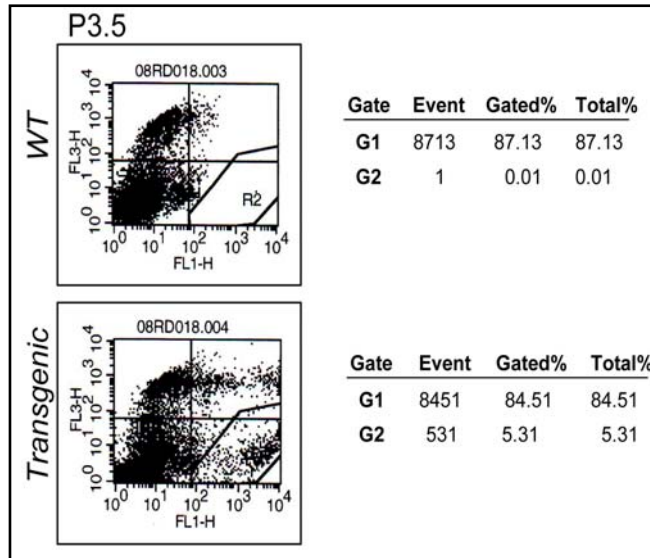 P3.5
WT
08RD018.003
FL3-H
10^4
10^3
10^2
10^1
10^0
R2
10^0 10^1 10^2 10^3 10^4
FL1-H
Gate Event Gated% Total%
G1 8713 87.13 87.13
G2 1 0.01 0.01
Transgenic
08RD018.004
FL3-H
10^4
10^3
10^2
10^1
10^0
10^0 10^1 10^2 10^3 10^4
FL1-H
Gate Event Gated% Total%
G1 8451 84.51 84.51
G2 531 5.31 5.31